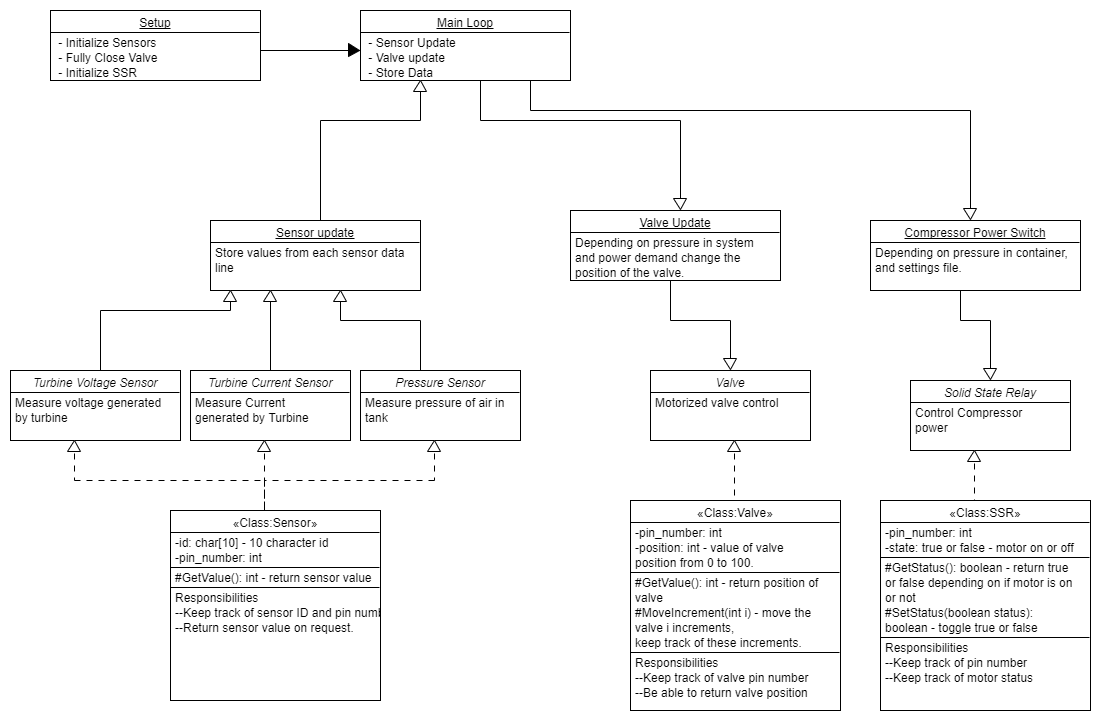 Setup
- Initialize Sensors
- Fully Close Valve
- Initialize SSR
Main Loop
- Sensor Update
- Valve update
- Store Data
Sensor update
Store values from each sensor data
line
Valve Update
Depending on pressure in system
and power demand change the
position of the valve.
Compressor Power Switch
Depending on pressure in container,
and settings file.
Turbine Voltage Sensor
Measure voltage generated
by turbine
Turbine Current Sensor
Measure Current
generated by Turbine
Pressure Sensor
Measure pressure of air in
tank
Valve
Motorized valve control
Solid State Relay
Control Compressor
power
«Class:Sensor»
-id: char[10] - 10 character id
-pin_number: int
#GetValue(): int - return sensor value
Responsibilities
--Keep track of sensor ID and pin
--Return sensor value on request.
«Class:Valve»
-pin_number: int
-position: int - value of valve
position from 0 to 100.
#GetValue(): int - return position of
valve
#MoveIncrement(int i) - move the
valve i increments,
keep track of these increments.
Responsibilities
--Keep track of valve pin number
--Be able to return valve position
«Class:SSR»
-pin_number: int
-state: true or false - motor on or off
#GetStatus(): boolean - return true
or false depending on if motor is on
or not
#SetStatus(boolean status):
boolean - toggle true or false
Responsibilities
--Keep track of pin number
--Keep track of motor status